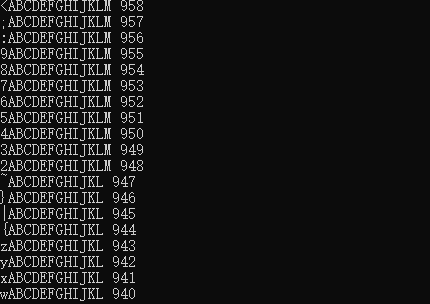 <ABCDEFGHIJKLM 958
;ABCDEFGHIJKLM 957
:ABCDEFGHIJKLM 956
9ABCDEFGHIJKLM 955
8ABCDEFGHIJKLM 954
7ABCDEFGHIJKLM 953
6ABCDEFGHIJKLM 952
5ABCDEFGHIJKLM 951
4ABCDEFGHIJKLM 950
3ABCDEFGHIJKLM 949
2ABCDEFGHIJKLM 948
~ABCDEFGHIJKL 947
}ABCDEFGHIJKL 946
|ABCDEFGHIJKL 945
{ABCDEFGHIJKL 944
zABCDEFGHIJKL 943
yABCDEFGHIJKL 942
xABCDEFGHIJKL 941
wABCDEFGHIJKL 940